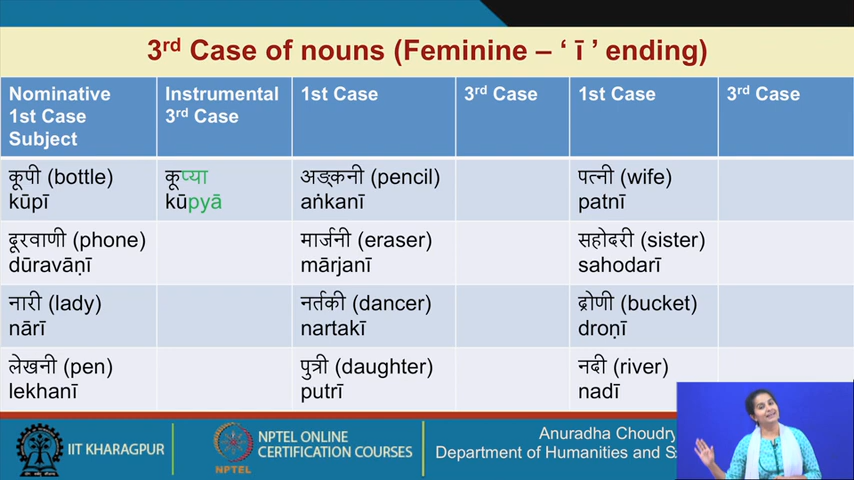 3rd Case of nouns (Feminine – ‘ ī ’ ending)
Nominative
1st Case
Subject
Instrumental
3rd Case
1st Case
3rd Case
1st Case
3rd Case
कूपी (bottle)
kūpī
कूप्या
kūpyā
अङ्कनी (pencil)
aṅkanī
पत्नी (wife)
patnī
दूरवाणी (phone)
dūravāṇī
मार्जनी (eraser)
mārjanī
सहोदरी (sister)
sahodarī
नारी (lady)
nārī
नर्तकी (dancer)
nartakī
द्रोणी (bucket)
droṇī
लेखनी (pen)
lekhanī
पुत्री (daughter)
putrī
नदी (river)
nadī
IIT KHARAGPUR
NPTEL
NPTEL ONLINE
CERTIFICATION COURSES
Anuradha
Department of Humanities and